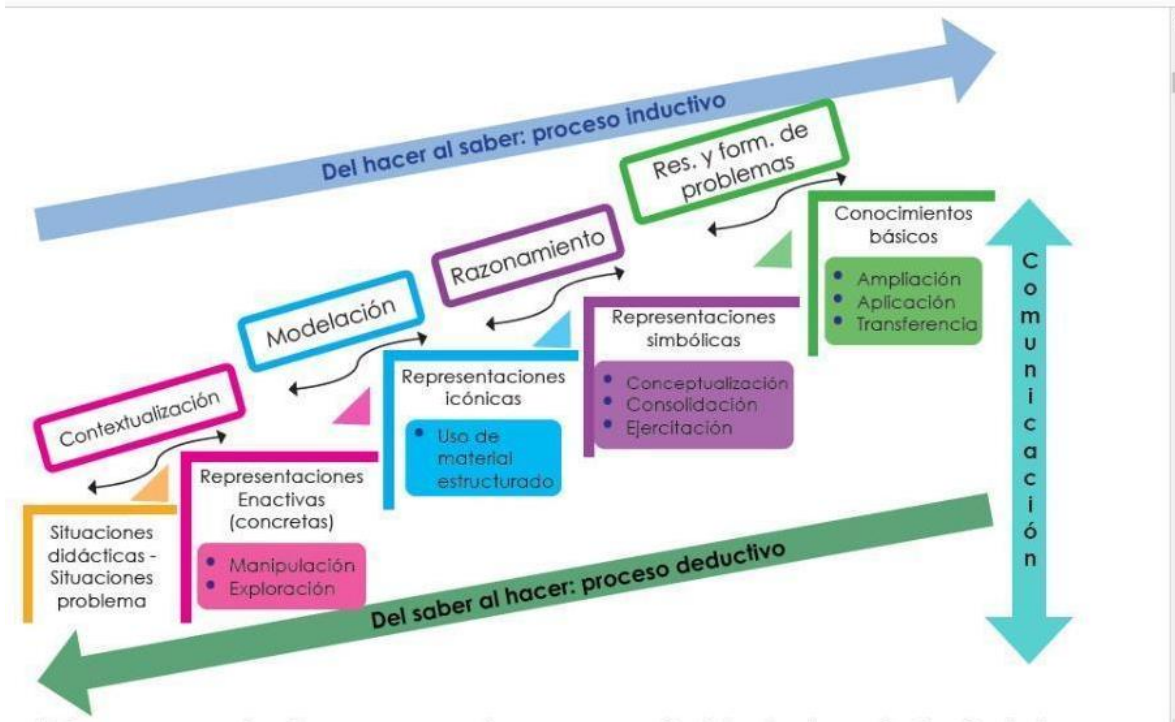 Del hacer al saber: proceso inductivo
Res. y form. de
problemas
Razonamiento
Modelación
Contextualización
Situaciones
didácticas -
Situaciones
problema
Representaciones
Enactivas
(concretas)
• Manipulación
• Exploración
Representaciones
icónicas
• Uso de
material
estructurado
Representaciones
simbólicas
• Conceptualización
• Consolidación
• Ejercitación
Conocimientos
básicos
• Ampliación
• Aplicación
• Transferencia
Comunicación
Del saber al hacer: proceso deductivo